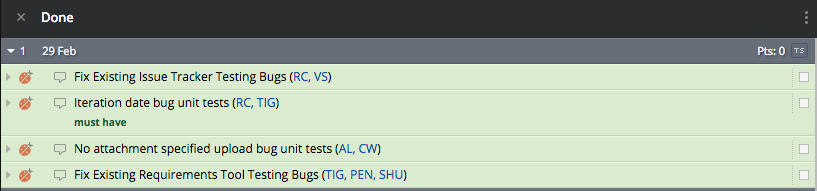 Done
1 29 Feb Pts: 0 TS
Fix Existing Issue Tracker Testing Bugs (RC, VS)
Iteration date bug unit tests (RC, TIG)
must have
No attachment specified upload bug unit tests (AL, CW)
Fix Existing Requirements Tool Testing Bugs (TIG, PEN, SHU)